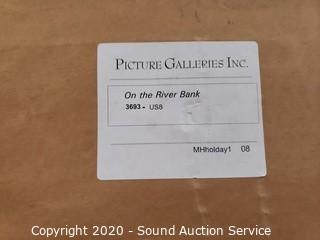 PICTURE GALLERIES INC.
On the River Bank
3693 - US8
MHholday1 08
Copyright 2020 - Sound Auction Service